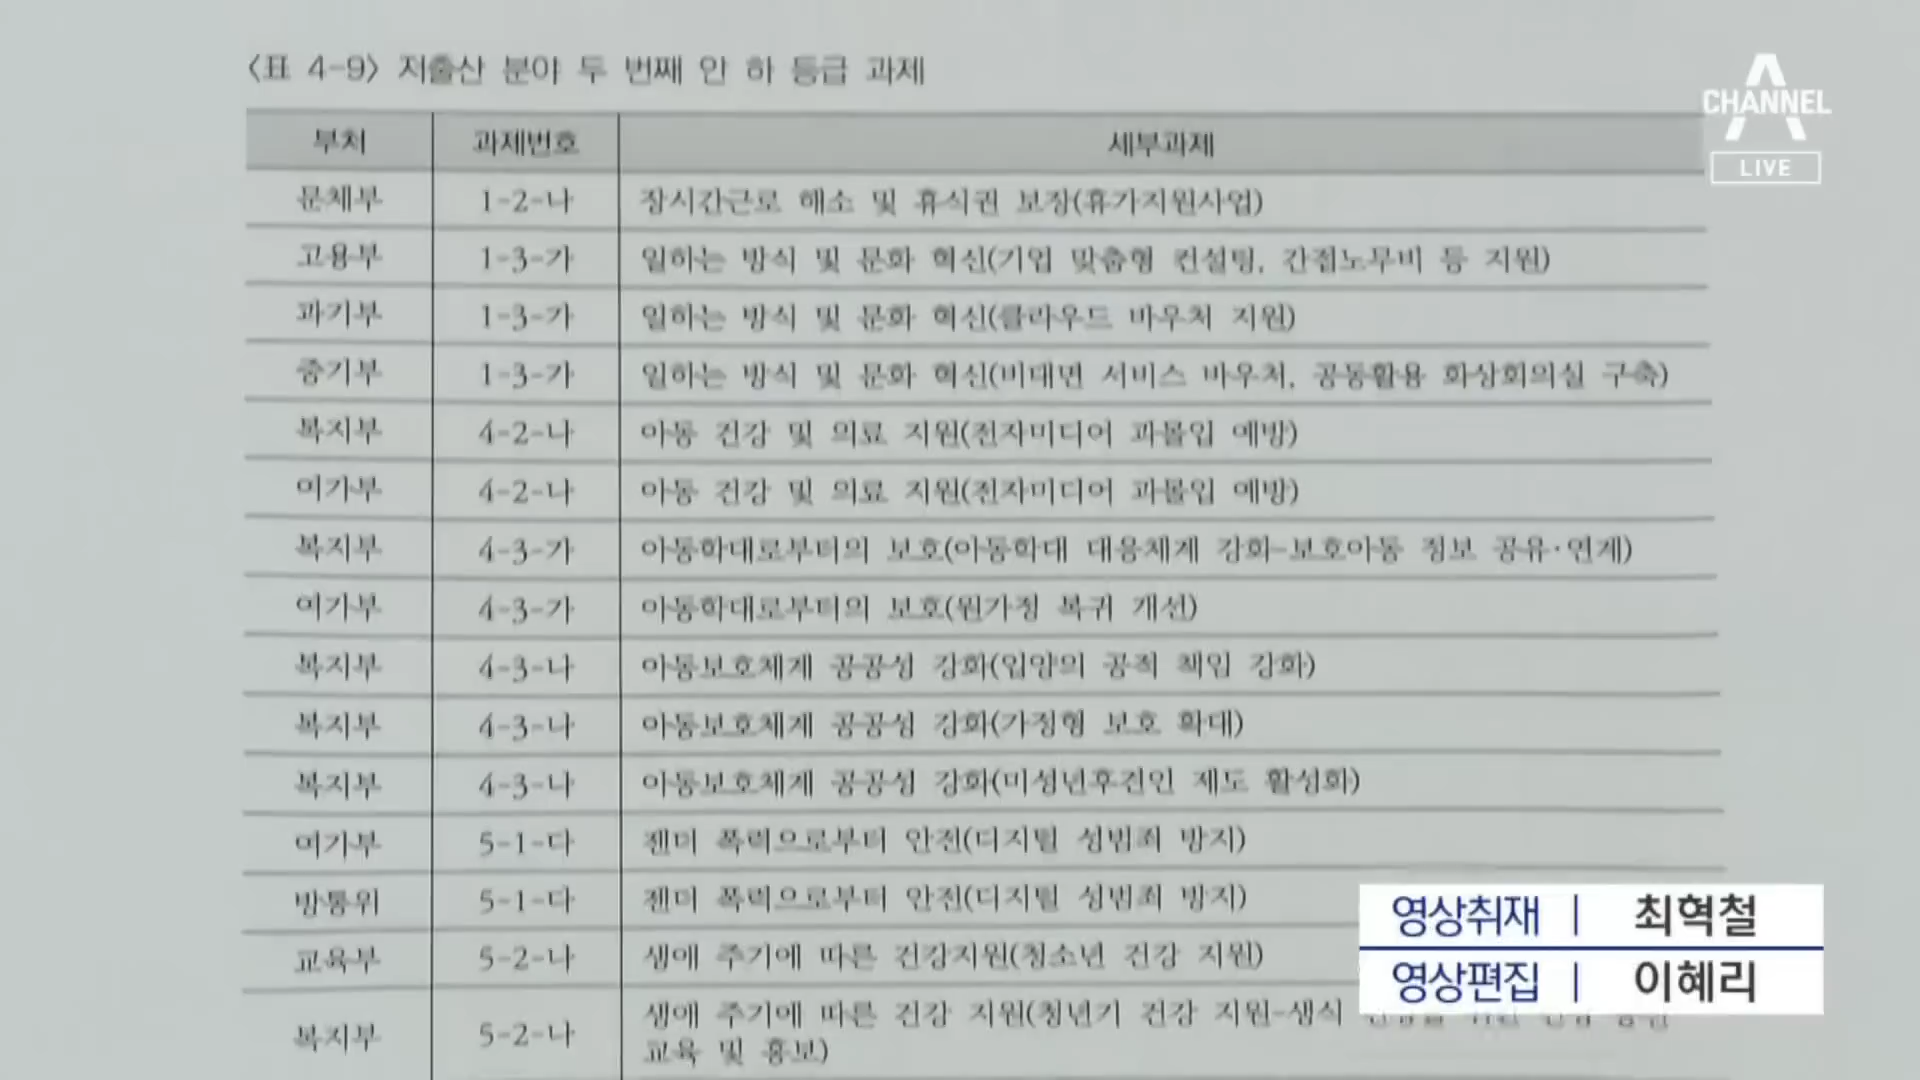 <표 4-9> 저출산 분야 두 번째 안 하 등급 과제
CHANNEL A
LIVE
부처 과제번호 세부과제
문체부 1-2-나 장시간근로 해소 및 휴식권 보장(휴가지원사업)
고용부 1-3-가 일하는 방식 및 문화 혁신(기업 맞춤형 컨설팅, 간접노무비 등 지원)
과기부 1-3-가 일하는 방식 및 문화 혁신(클라우드 바우처 지원)
중기부 1-3-가 일하는 방식 및 문화 혁신(비대면 서비스 바우처, 공동활용 화상회의실 구축)
복지부 4-2-나 아동 건강 및 의료 지원(전자미디어 과몰입 예방)
여가부 4-2-나 아동 건강 및 의료 지원(전자미디어 과몰입 예방)
복지부 4-3-가 아동학대로부터의 보호(아동학대 대응체계 강화-보호아동 정보 공유·연계)
여가부 4-3-가 아동학대로부터의 보호(원가정 복귀 개선)
복지부 4-3-나 아동보호체계 공공성 강화(입양의 공적 책임 강화)
복지부 4-3-나 아동보호체계 공공성 강화(가정형 보호 확대)
복지부 4-3-나 아동보호체계 공공성 강화(미성년후견인 제도 활성화)
여가부 5-1-다 젠더 폭력으로부터 안전(디지털 성범죄 방지)
방통위 5-1-다 젠더 폭력으로부터 안전(디지털 성범죄 방지)
교육부 5-2-나 생애 주기에 따른 건강지원(청소년 건강 지원)
복지부 5-2-나 생애 주기에 따른 건강 지원(청년기 건강 지원-생식
교육 및 홍보)
영상취재 | 최혁철
영상편집 | 이혜리